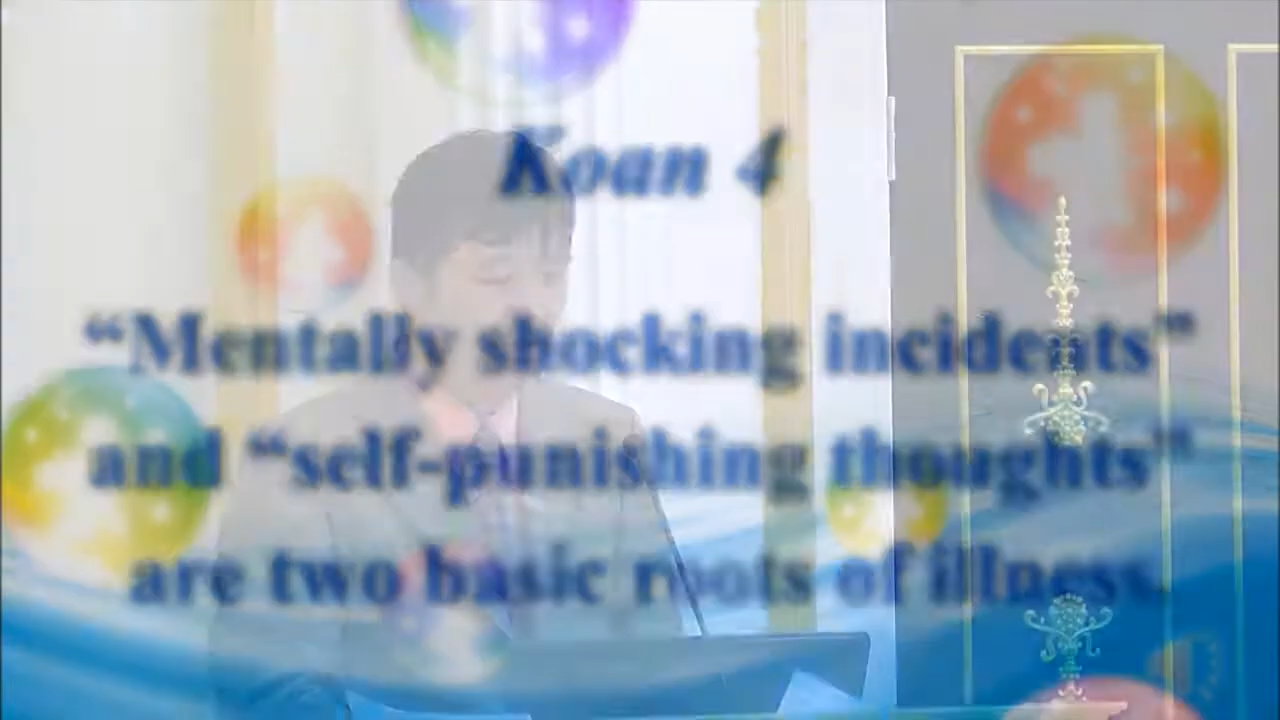 Koan 4
“Mentally shocking incidents”
and “self-punishing thoughts”
are two basic roots of illness.